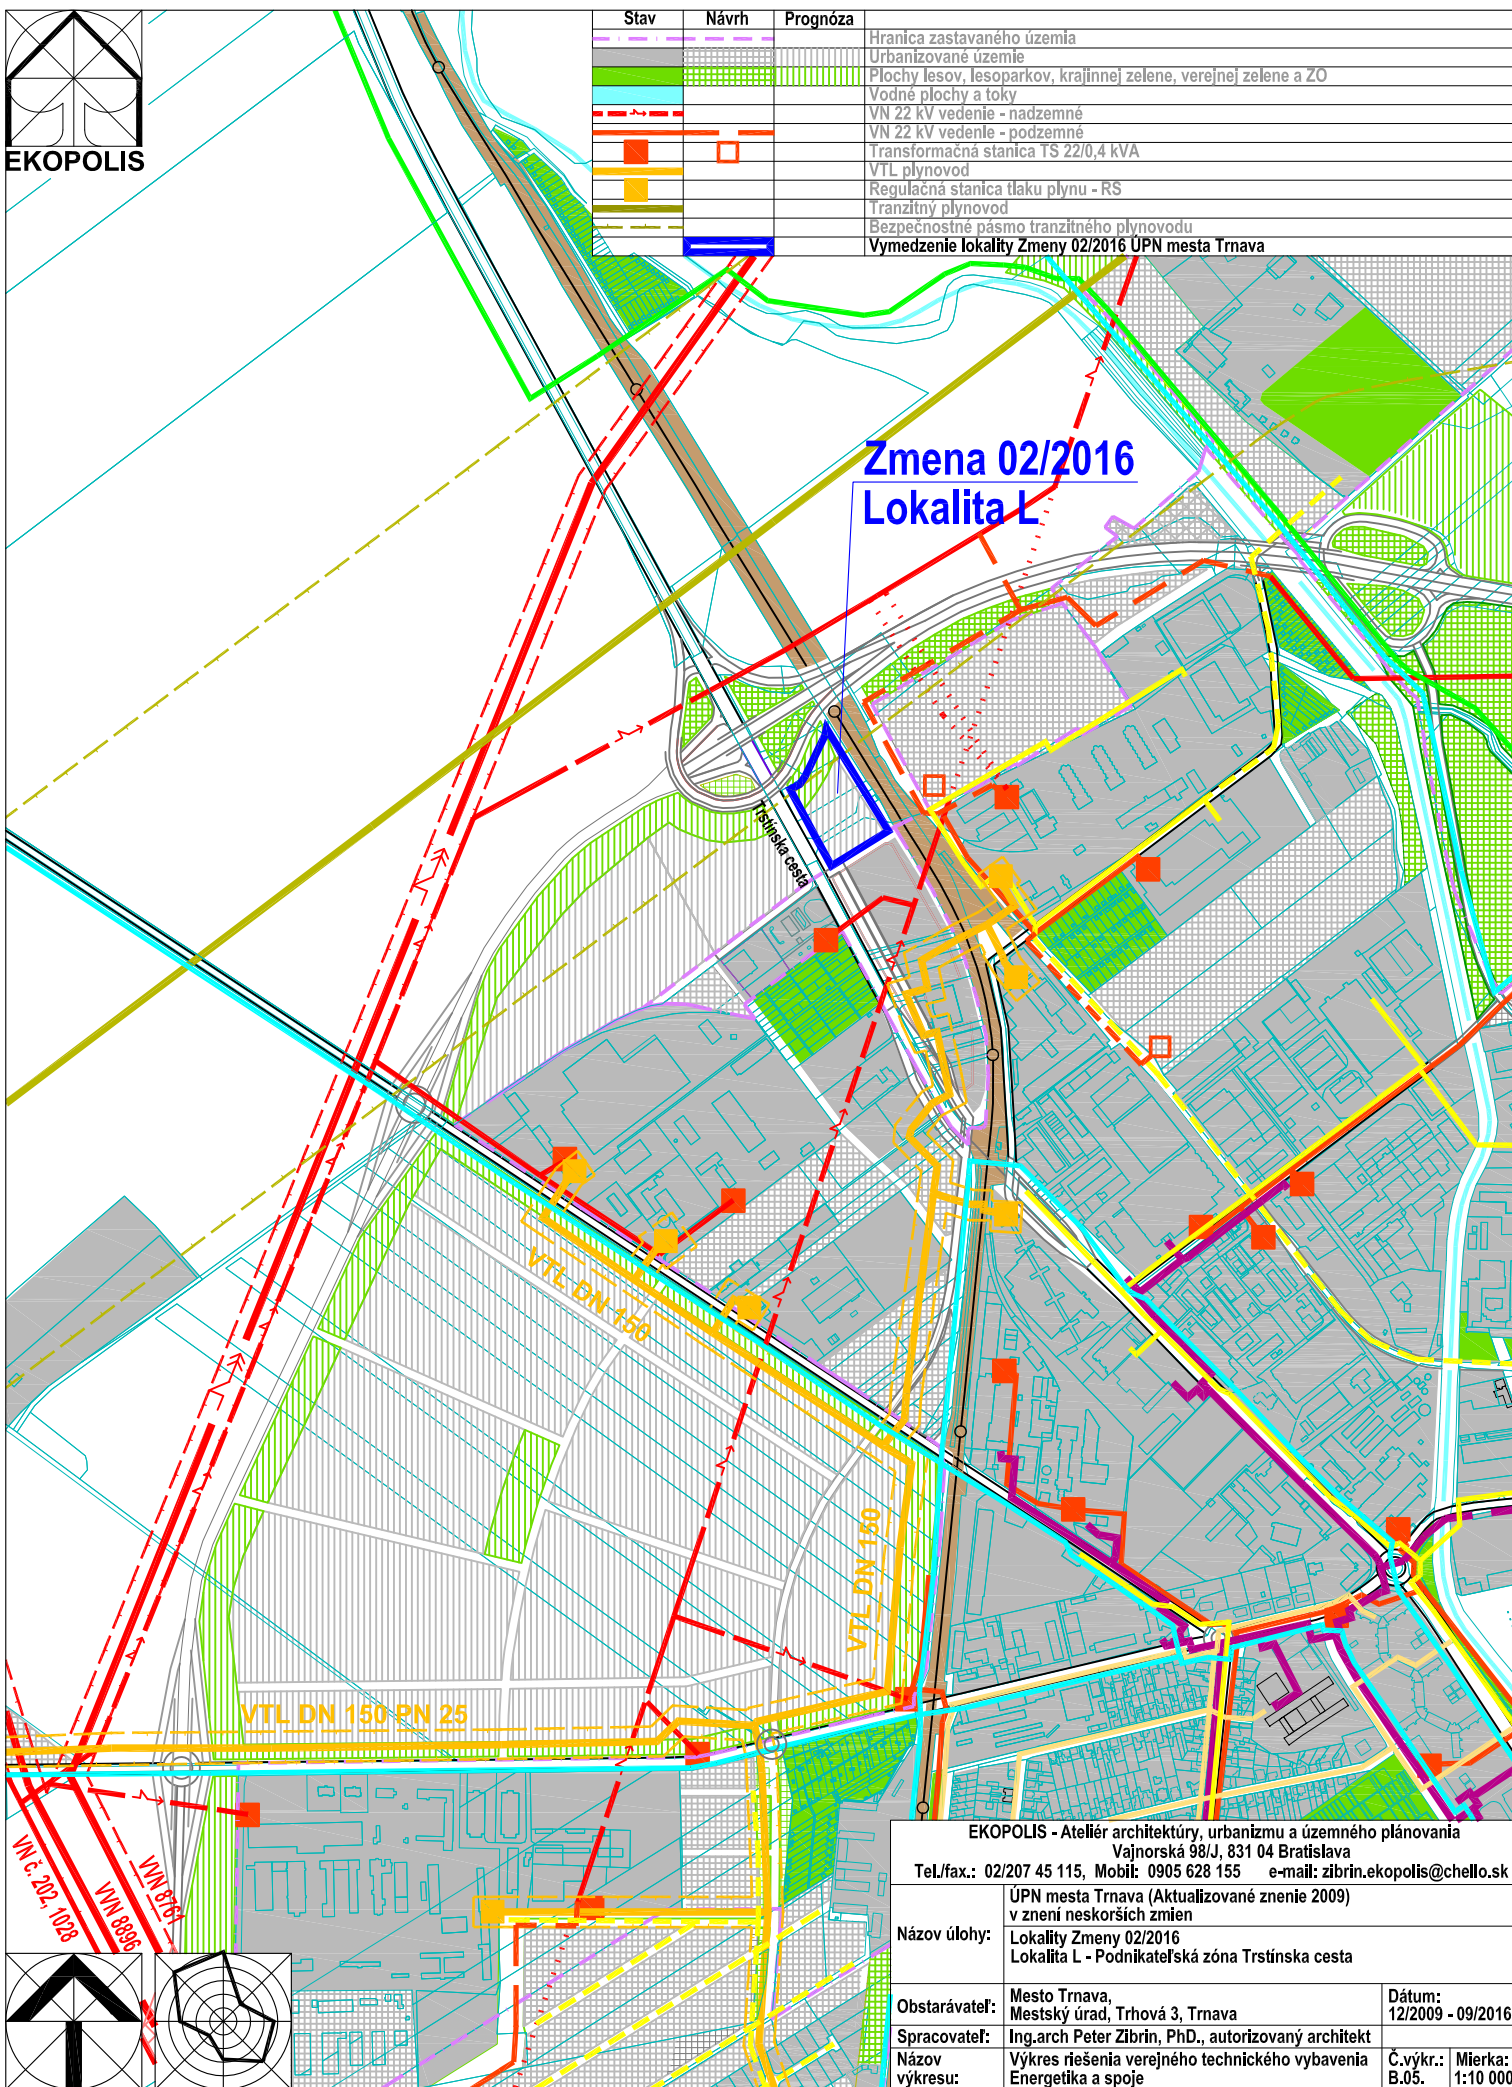 EKOPOLIS
Stav Návrh Prognóza
Hranica zastavaného územia
Urbanizované územie
Plochy lesov, lesoparkov, krajinnej zelene, verejnej zelene a ZO
Vodné plochy a toky
VN 22 kV vedenie - nadzemné
VN 22 kV vedenie - podzemné
Transformačná stanica TS 22/0,4 kVA
VTL plynovod
Regulačná stanica tlaku plynu - RS
Tranzitný plynovod
Bezpečnostné pásmo tranzitného plynovodu
Vymedzenie lokality Zmeny 02/2016 ÚPN mesta Trnava
Zmena 02/2016
Lokalita L
Trstínska cesta
VTL DN 150
VTL DN 150
VTL DN 150 PN 25
VN č. 202, 1028
VVN 8896
VVN 8761
EKOPOLIS - Ateliér architektúry, urbanizmu a územného plánovania
Vajnorská 98/J, 831 04 Bratislava
Tel./fax.: 02/207 45 115, Mobil: 0905 628 155 e-mail: zibrin.ekopolis@chello.sk
Názov úlohy:
ÚPN mesta Trnava (Aktualizované znenie 2009)
v znení neskorších zmien
Lokality Zmeny 02/2016
Lokalita L - Podnikateľská zóna Trstínska cesta
Obstarávateľ:
Mesto Trnava,
Mestský úrad, Trhová 3, Trnava
Dátum:
12/2009 - 09/2016
Spracovateľ: Ing.arch Peter Zibrin, PhD., autorizovaný architekt
Názov
výkresu:
Výkres riešenia verejného technického vybavenia
Energetika a spoje
Č.výkr.:
B.05.
Mierka:
1:10 000